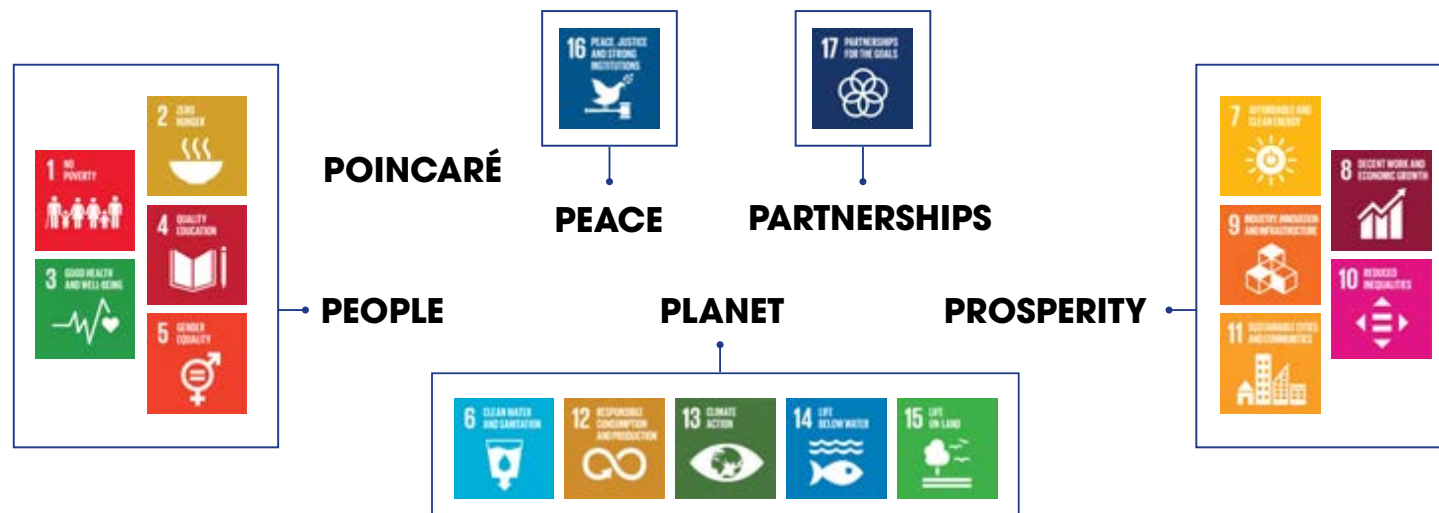 16 PEACE, JUSTICE
AND STRONG
INSTITUTIONS
17 PARTNERSHIPS
FOR THE GOALS
2 ZERO
HUNGER
1 NO
POVERTY
4 QUALITY
EDUCATION
3 GOOD HEALTH
AND WELL-BEING
5 GENDER
EQUALITY
POINCARÉ
PEACE
PARTNERSHIPS
PEOPLE
PLANET
PROSPERITY
7 AFFORDABLE AND
CLEAN ENERGY
8 DECENT WORK AND
ECONOMIC GROWTH
9 INDUSTRY, INNOVATION
AND INFRASTRUCTURE
10 REDUCED
INEQUALITIES
11 SUSTAINABLE CITIES
AND COMMUNITIES
6 CLEAN WATER
AND SANITATION
12 RESPONSIBLE
CONSUMPTION
AND PRODUCTION
13 CLIMATE
ACTION
14 LIFE
BELOW WATER
15 LIFE
ON LAND